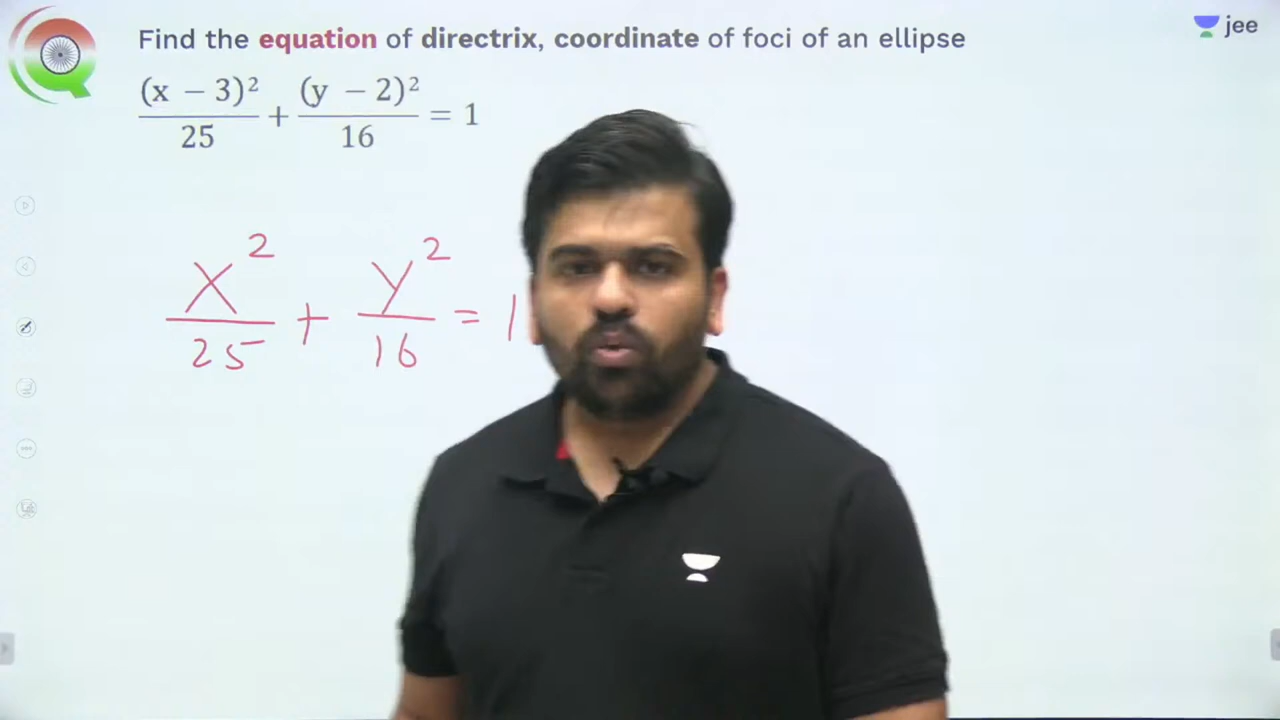 Find the equation of directrix, coordinate of foci of an ellipse
jee
(x − 3)²/25 + (y − 2)²/16 = 1
X²/25 + Y²/16 = 1